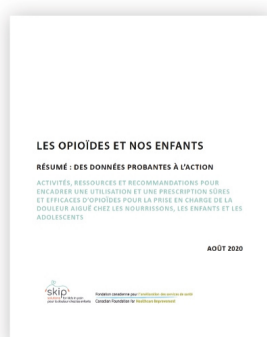 LES OPIOÏDES ET NOS ENFANTS
RÉSUMÉ : DES DONNÉES PROBANTES À L'ACTION
ACTIVITÉS, RESSOURCES ET RECOMMANDATIONS POUR
ENCADRER UNE UTILISATION ET UNE PRESCRIPTION SÛRES
ET EFFICACES D'OPIOÏDES POUR LA PRISE EN CHARGE DE LA
DOULEUR AIGUË CHEZ LES NOURRISSONS, LES ENFANTS ET LES
ADOLESCENTS
AOÛT 2020
skip
Fondation canadienne pour l'amélioration des services de santé
Canadian Foundation for Healthcare Improvement